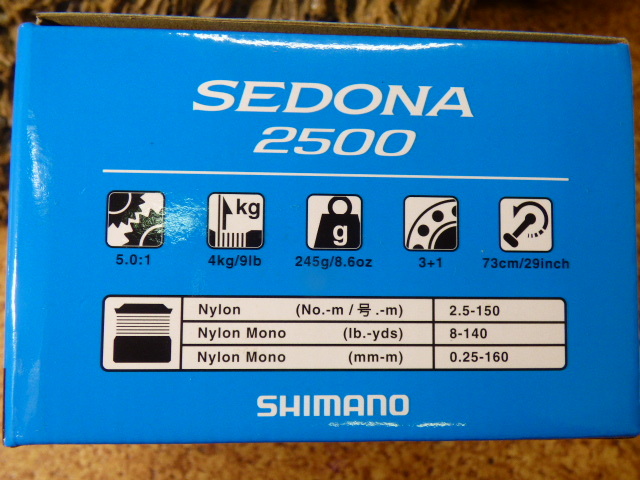 SEDONA
2500
kg
g
5.0:1 4kg/9lb 245g/8.6oz 3+1 73cm/29inch
Nylon (No.-m / 号 .-m) 2.5-150
Nylon Mono (lb.-yds) 8-140
Nylon Mono (mm-m) 0.25-160
SHIMANO